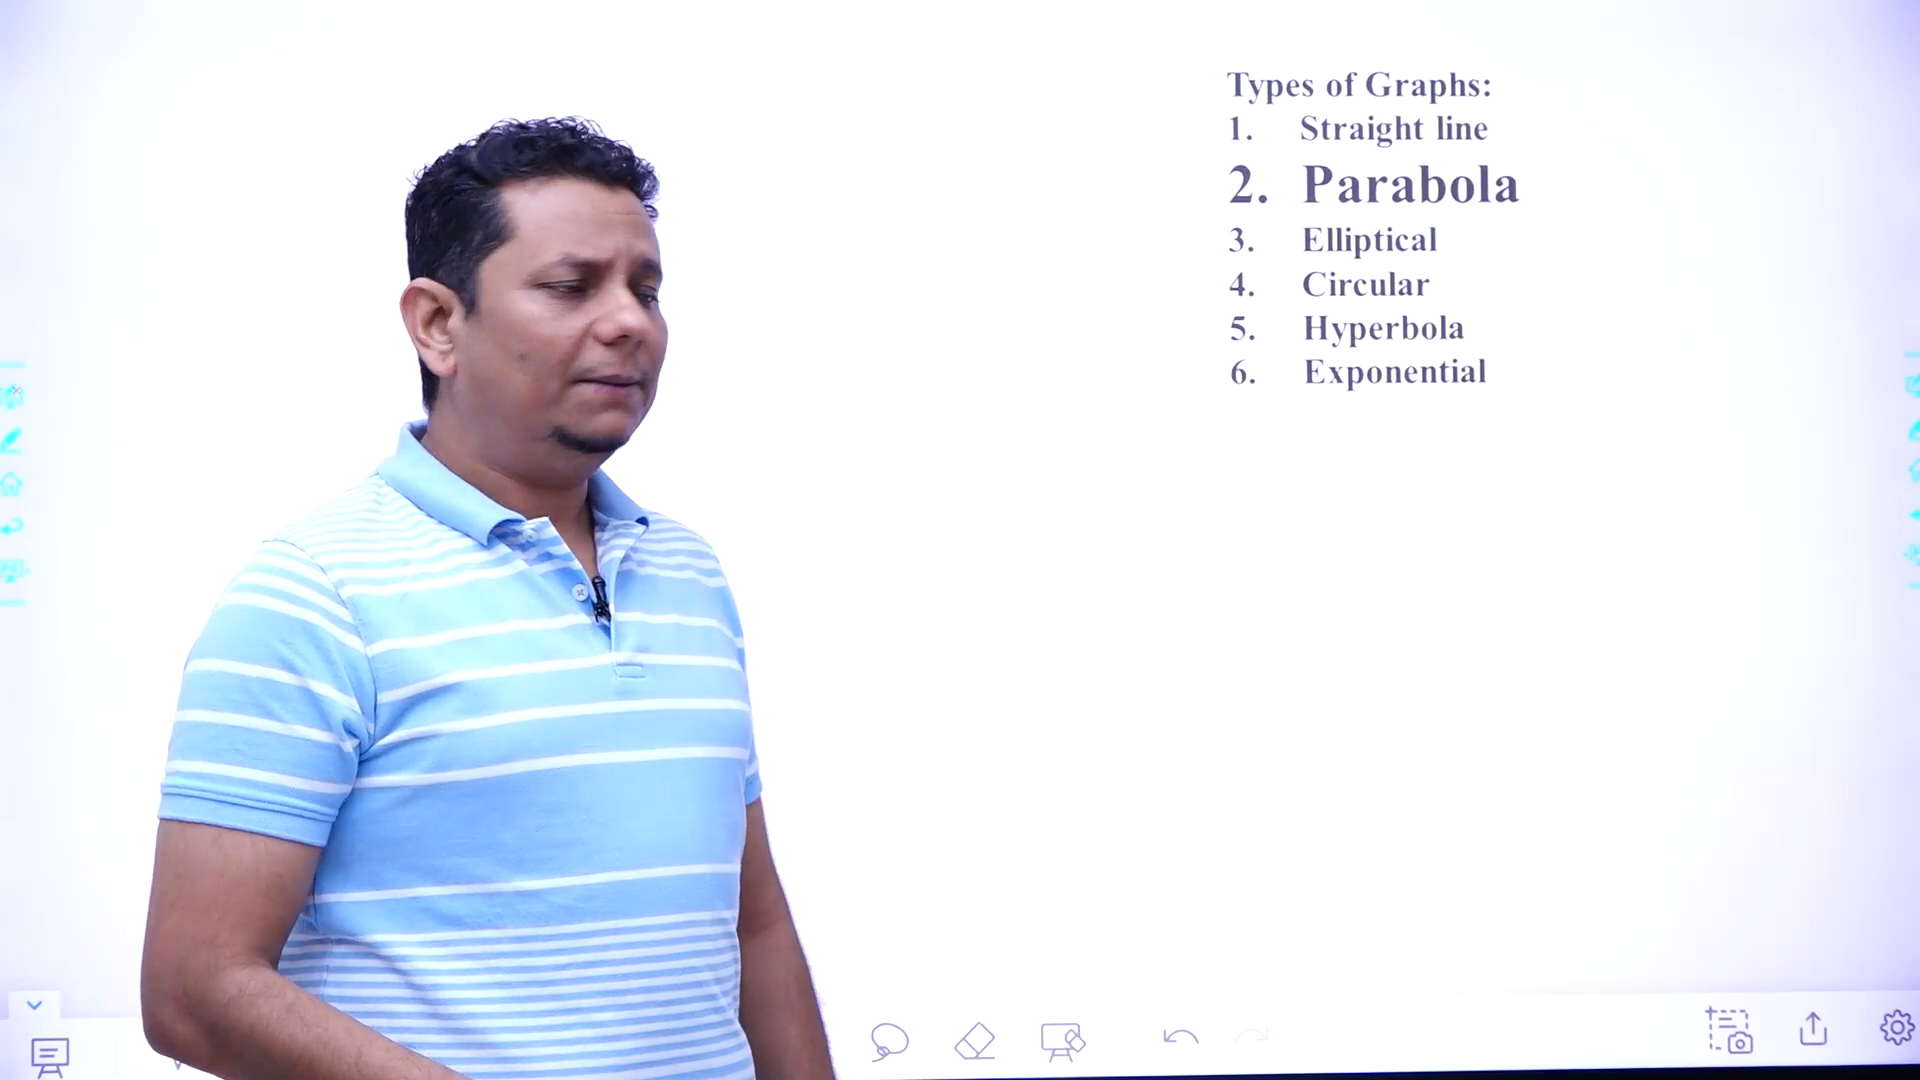 Types of Graphs:
1. Straight line
2. Parabola
3. Elliptical
4. Circular
5. Hyperbola
6. Exponential